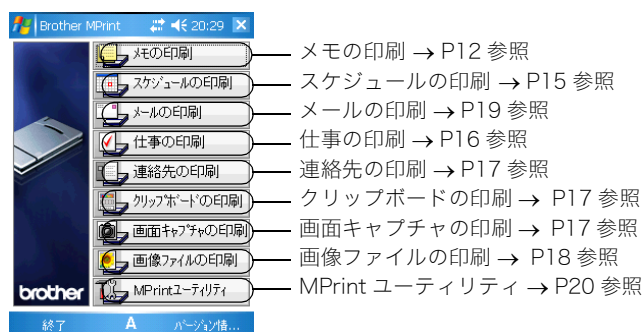 Brother MPrint 20:29
メモの印刷
メモの印刷 → P12 参照
スケジュールの印刷
スケジュールの印刷 → P15 参照
メールの印刷
メールの印刷 → P19 参照
仕事の印刷
仕事の印刷 → P16 参照
連絡先の印刷
連絡先の印刷 → P17 参照
クリップボードの印刷
クリップボードの印刷 → P17 参照
画面キャプチャの印刷
画面キャプチャの印刷 → P17 参照
画像ファイルの印刷
画像ファイルの印刷 → P18 参照
MPrintユーティリティ
MPrint ユーティリティ → P20 参照
brother
終了 A バージョン情...